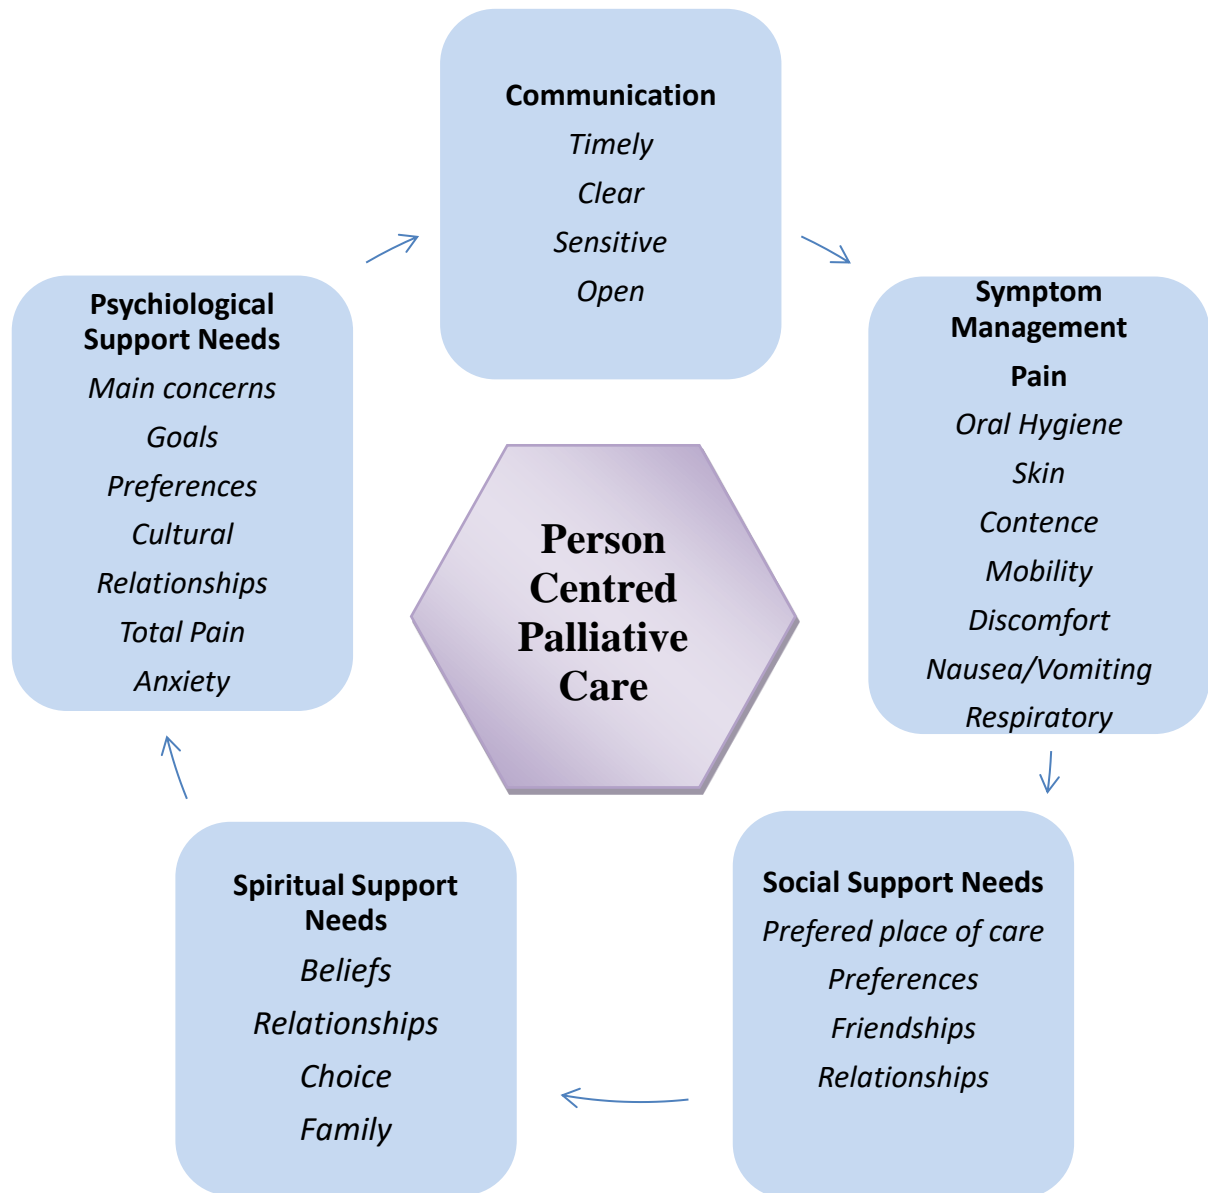 Communication
Timely
Clear
Sensitive
Open
Symptom
Management
Pain
Oral Hygiene
Skin
Contence
Mobility
Discomfort
Nausea/Vomiting
Respiratory
Social Support Needs
Prefered place of care
Preferences
Friendships
Relationships
Spiritual Support
Needs
Beliefs
Relationships
Choice
Family
Psychiological
Support Needs
Main concerns
Goals
Preferences
Cultural
Relationships
Total Pain
Anxiety
Person
Centred
Palliative
Care